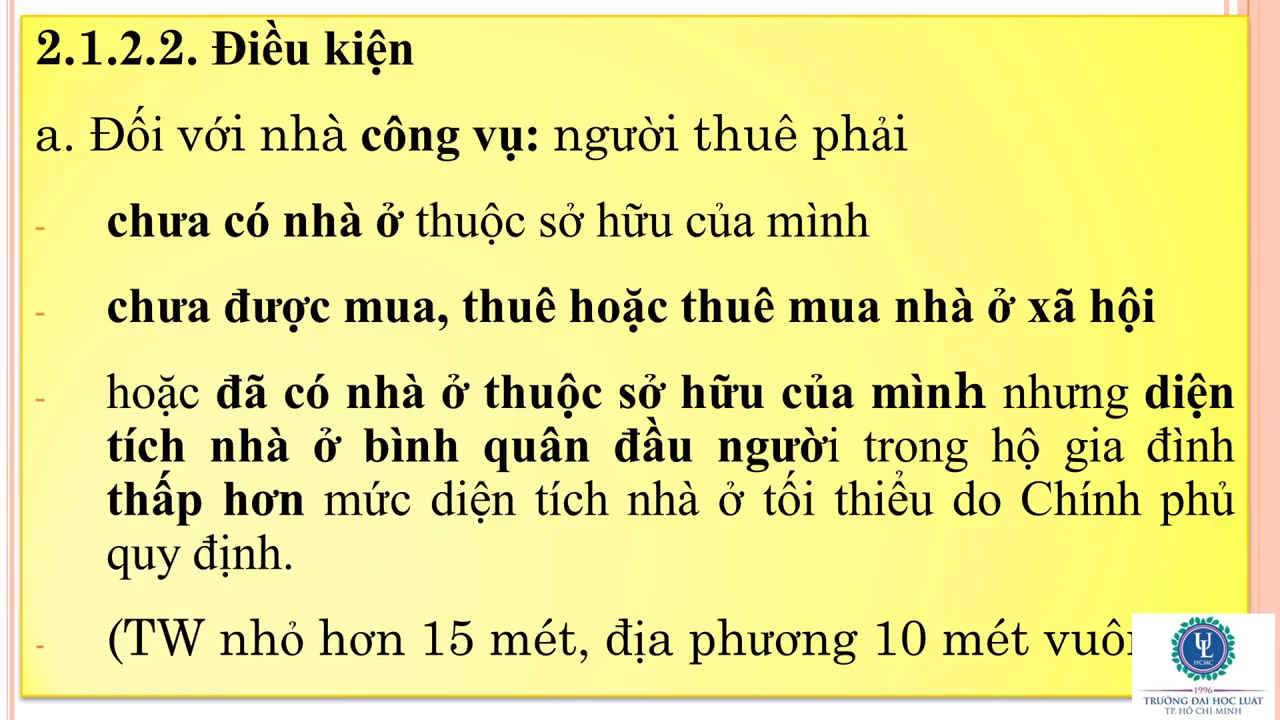 2.1.2.2. Điều kiện
a. Đối với nhà công vụ: người thuê phải
- chưa có nhà ở thuộc sở hữu của mình
- chưa được mua, thuê hoặc thuê mua nhà ở xã hội
- hoặc đã có nhà ở thuộc sở hữu của mình nhưng diện
tích nhà ở bình quân đầu người trong hộ gia đình
thấp hơn mức diện tích nhà ở tối thiểu do Chính phủ
quy định.
- (TW nhỏ hơn 15 mét, địa phương 10 mét
UL
HCMC
1996
TRƯỜNG ĐẠI HỌC LUẬT
TP. HỒ CHÍ MINH